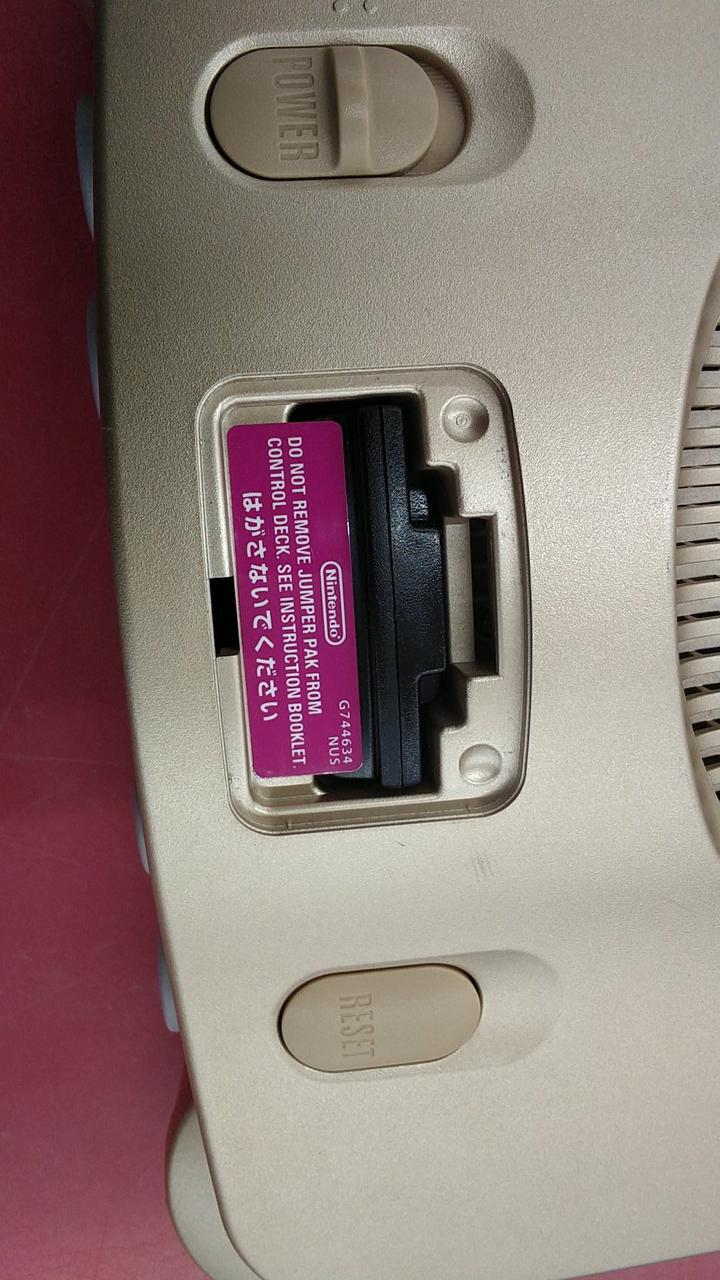 POWER
Nintendo
G744634
NUS
DO NOT REMOVE JUMPER PAK FROM
CONTROL DECK. SEE INSTRUCTION BOOKLET.
はがさないでください
RESET